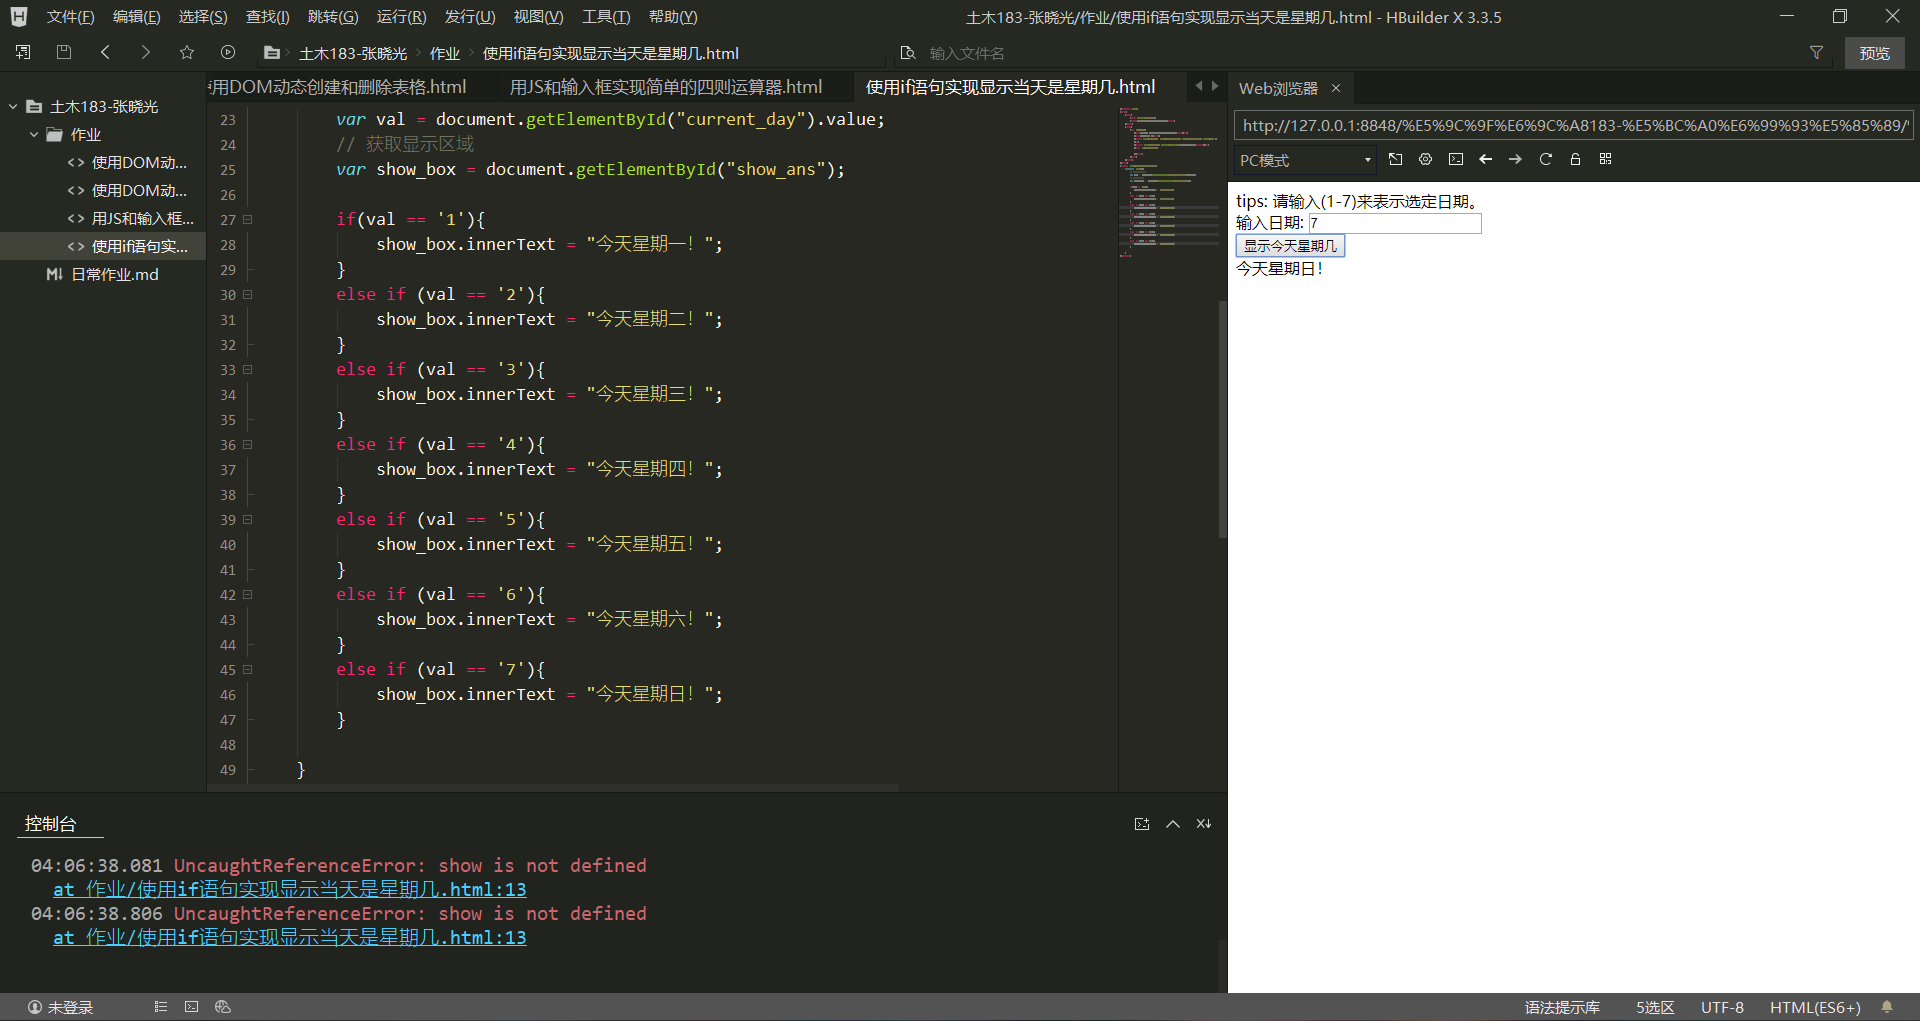 文件(F) 编辑(E) 选择(S) 查找(I) 跳转(G) 运行(R) 发行(U) 视图(V) 工具(T) 帮助(Y) 土木183-张晓光/作业/使用if语句实现显示当天是星期几.html - HBuilder X 3.3.5
土木183-张晓光 作业 使用if语句实现显示当天是星期几.html 输入文件名 预览
用DOM动态创建和删除表格.html 用JS和输入框实现简单的四则运算器.html 使用if语句实现显示当天是星期几.html
土木183-张晓光
作业
<> 使用DOM动...
<> 使用DOM动...
<> 用JS和输入框...
<> 使用if语句实...
M↓ 日常作业.md
23 var val = document.getElementById("current_day").value;
24 // 获取显示区域
25 var show_box = document.getElementById("show_ans");
26
27 if(val == '1'){
28 show_box.innerText = "今天星期一！";
29 }
30 else if (val == '2'){
31 show_box.innerText = "今天星期二！";
32 }
33 else if (val == '3'){
34 show_box.innerText = "今天星期三！";
35 }
36 else if (val == '4'){
37 show_box.innerText = "今天星期四！";
38 }
39 else if (val == '5'){
40 show_box.innerText = "今天星期五！";
41 }
42 else if (val == '6'){
43 show_box.innerText = "今天星期六！";
44 }
45 else if (val == '7'){
46 show_box.innerText = "今天星期日！";
47 }
48
49 }
Web浏览器
http://127.0.0.1:8848/%E5%9C%9F%E6%9C%A8183-%E5%BC%A0%E6%99%93%E5%85%89/
PC模式
tips: 请输入(1-7)来表示选定日期。
输入日期: 7
显示今天星期几
今天星期日！
控制台
04:06:38.081 UncaughtReferenceError: show is not defined
at 作业/使用if语句实现显示当天是星期几.html:13
04:06:38.806 UncaughtReferenceError: show is not defined
at 作业/使用if语句实现显示当天是星期几.html:13
未登录 语法提示库 5选区 UTF-8 HTML(ES6+)